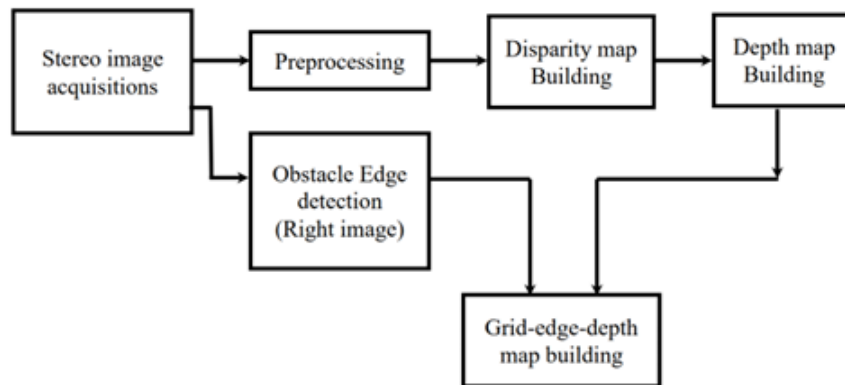 Stereo image
acquisitions
Preprocessing
Disparity map
Building
Depth map
Building
Obstacle Edge
detection
(Right image)
Grid-edge-depth
map building